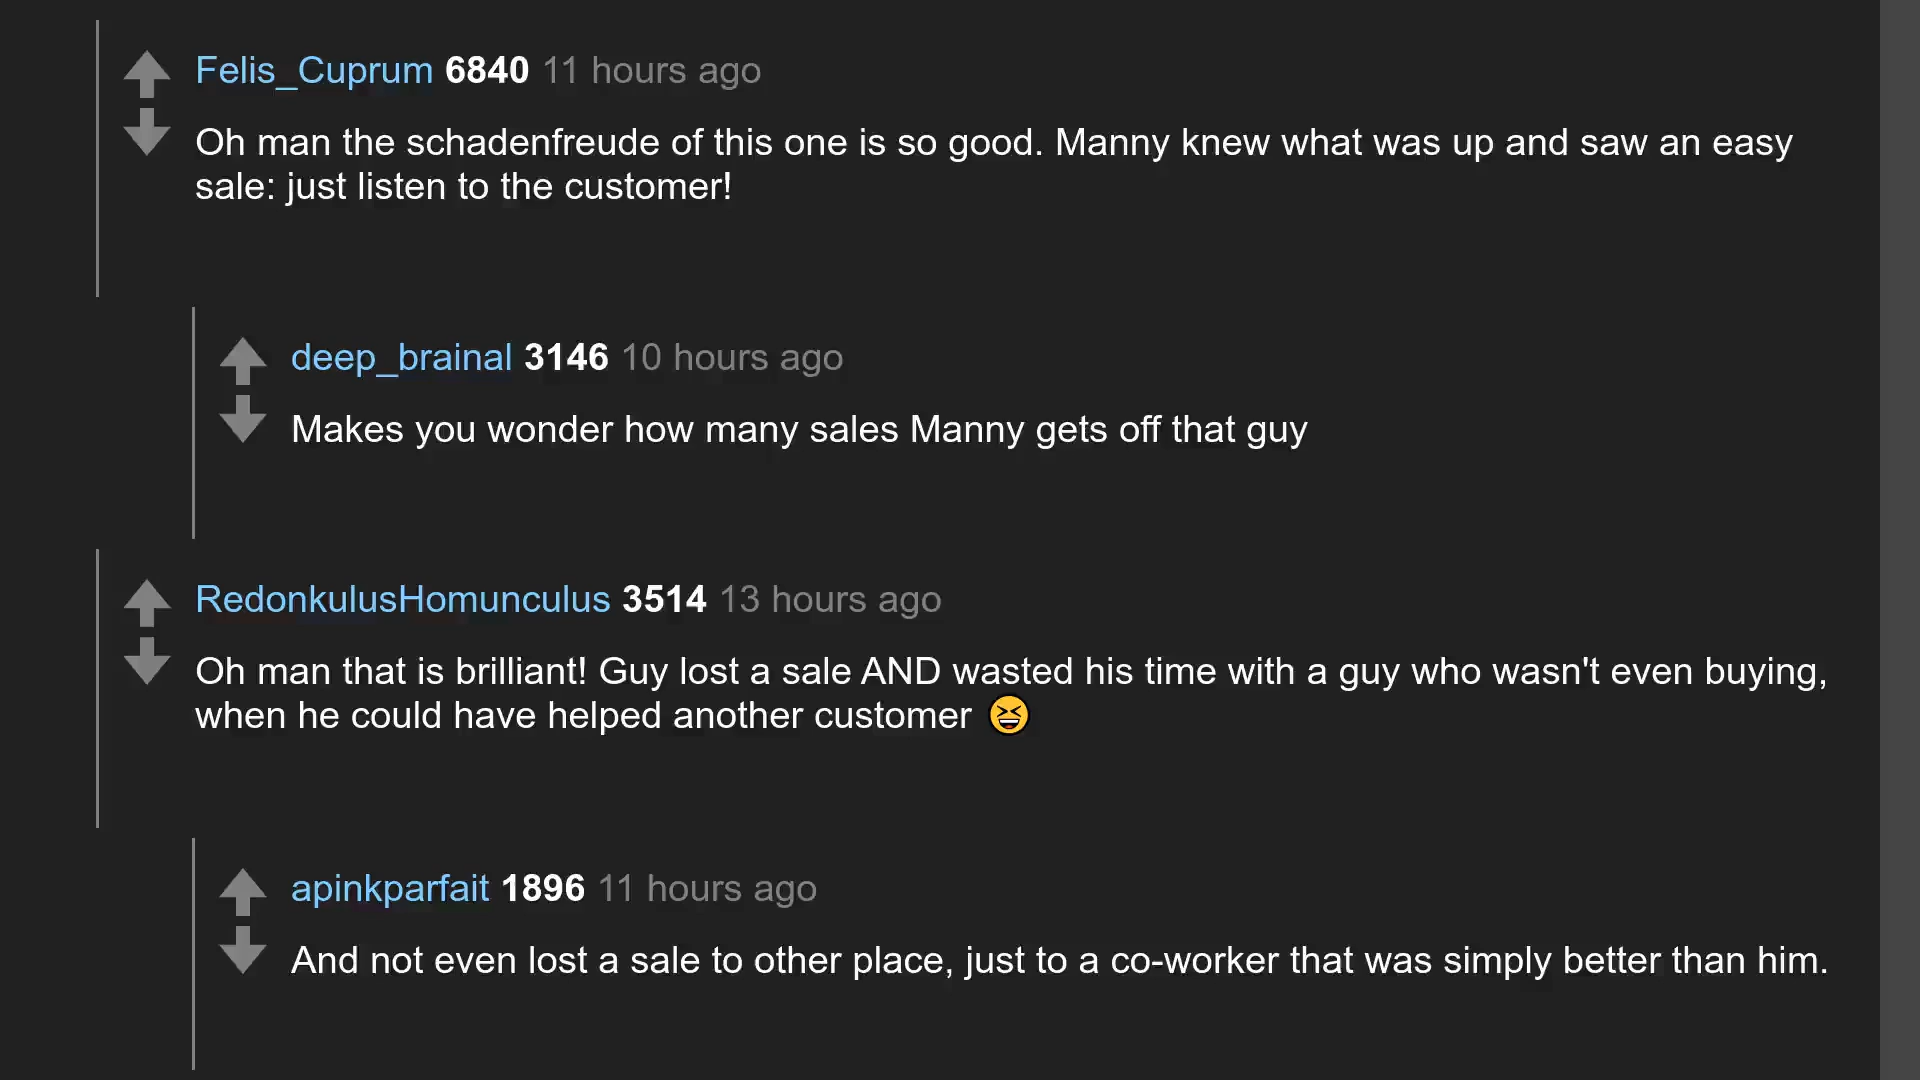 Felis_Cuprum 6840 11 hours ago
Oh man the schadenfreude of this one is so good. Manny knew what was up and saw an easy
sale: just listen to the customer!
deep_brainal 3146 10 hours ago
Makes you wonder how many sales Manny gets off that guy
RedonkulusHomunculus 3514 13 hours ago
Oh man that is brilliant! Guy lost a sale AND wasted his time with a guy who wasn't even buying,
when he could have helped another customer 😆
apinkparfait 1896 11 hours ago
And not even lost a sale to other place, just to a co-worker that was simply better than him.